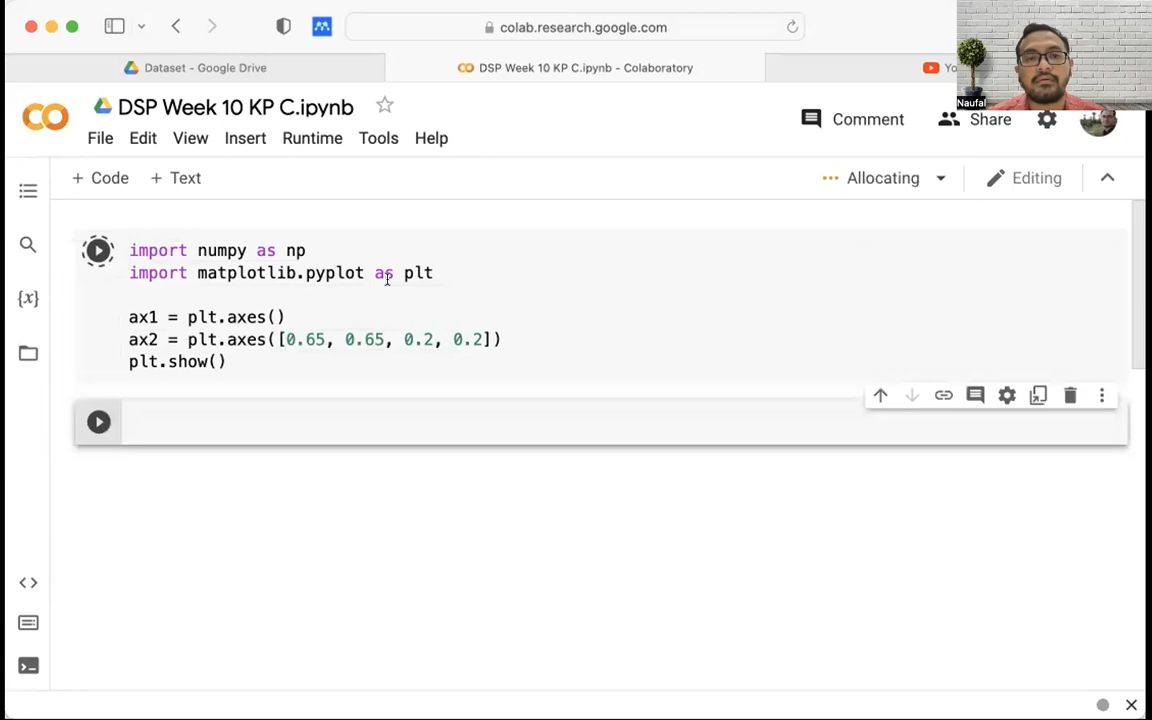 colab.research.google.com
Dataset - Google Drive
DSP Week 10 KP C.ipynb - Colaboratory
Yo
Naufal
DSP Week 10 KP C.ipynb
Comment
Share
File Edit View Insert Runtime Tools Help
+ Code + Text
Allocating
Editing
import numpy as np
import matplotlib.pyplot as plt
ax1 = plt.axes()
ax2 = plt.axes([0.65, 0.65, 0.2, 0.2])
plt.show()
{x}